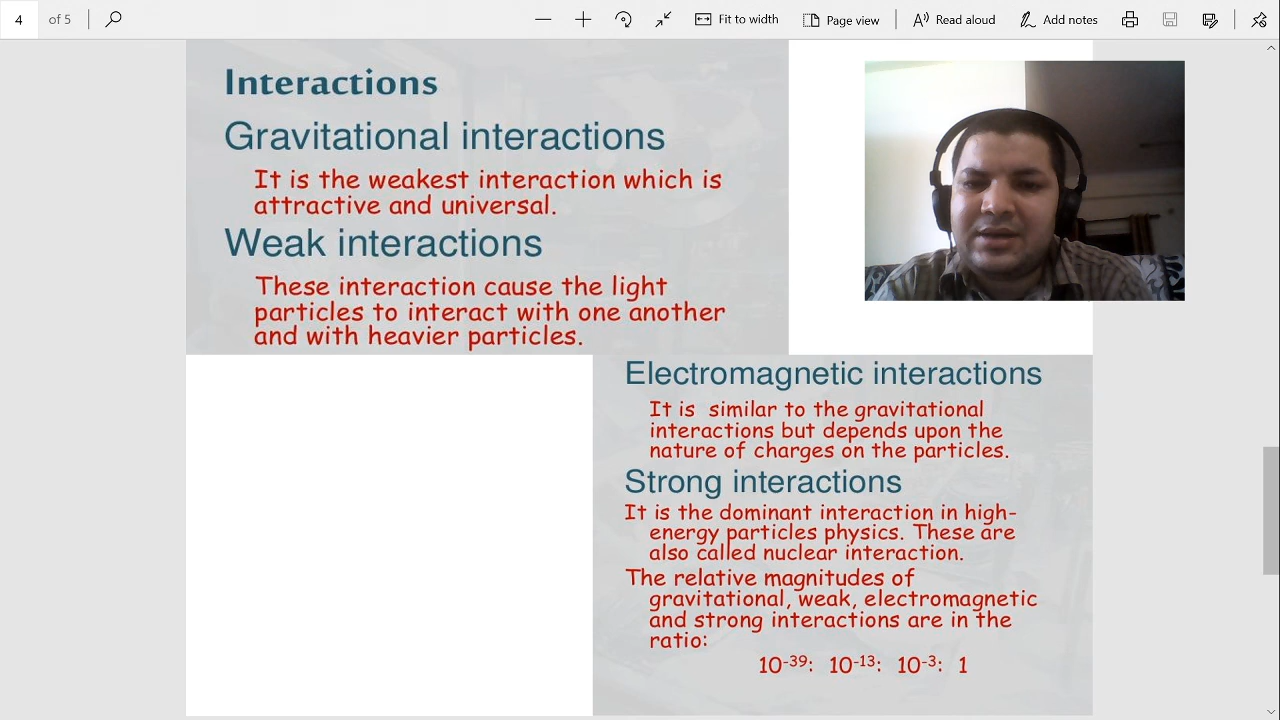 4 of 5 Fit to width Page view Read aloud Add notes
Interactions
Gravitational interactions
It is the weakest interaction which is
attractive and universal.
Weak interactions
These interaction cause the light
particles to interact with one another
and with heavier particles.
Electromagnetic interactions
It is similar to the gravitational
interactions but depends upon the
nature of charges on the particles.
Strong interactions
It is the dominant interaction in high-
energy particles physics. These are
also called nuclear interaction.
The relative magnitudes of
gravitational, weak, electromagnetic
and strong interactions are in the
ratio:
10⁻³⁹: 10⁻¹³: 10⁻³: 1